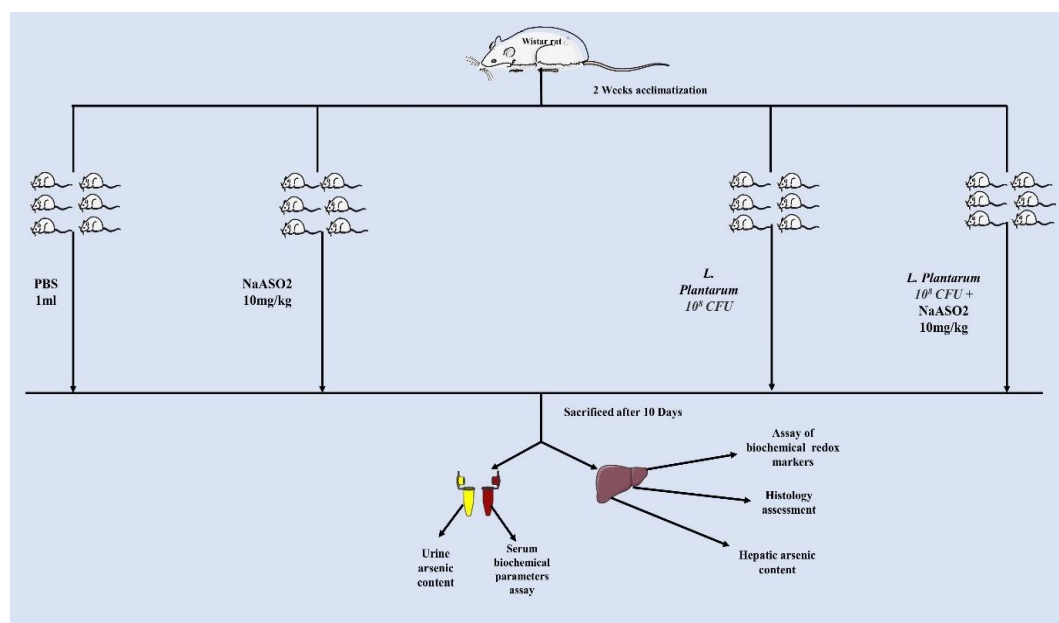 Wistar rat
2 Weeks acclimatization
PBS
1ml
NaASO2
10mg/kg
L.
Plantarum
10⁸ CFU
L. Plantarum
10⁸ CFU +
NaASO2
10mg/kg
Sacrificed after 10 Days
Assay of
biochemical redox
markers
Histology
assessment
Hepatic arsenic
content
Urine
arsenic
content
Serum
biochemical
parameters
assay